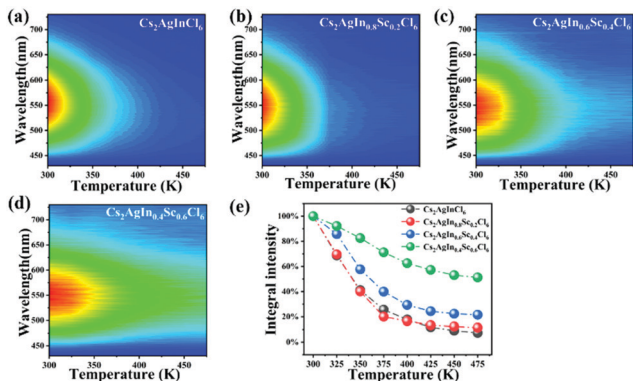 (a)
Cs₂AgInCl₆
Wavelength(nm)
700
650
600
550
500
450
300
350
400
450
Temperature (K)
(b)
Cs₂AgIn₀.₈Sc₀.₂Cl₆
Wavelength(nm)
700
650
600
550
500
450
300
350
400
450
Temperature (K)
(c)
Cs₂AgIn₀.₆Sc₀.₄Cl₆
Wavelength(nm)
700
650
600
550
500
450
300
350
400
450
Temperature (K)
(d)
Cs₂AgIn₀.₄Sc₀.₆Cl₆
Wavelength(nm)
700
650
600
550
500
450
300
350
400
450
Temperature (K)
(e)
Cs₂AgInCl₆
Cs₂AgIn₀.₈Sc₀.₂Cl₆
Cs₂AgIn₀.₆Sc₀.₄Cl₆
Cs₂AgIn₀.₄Sc₀.₆Cl₆
Integral intensity
100%
80%
60%
40%
20%
0%
300 325 350 375 400 425 450 475
Temperature (K)